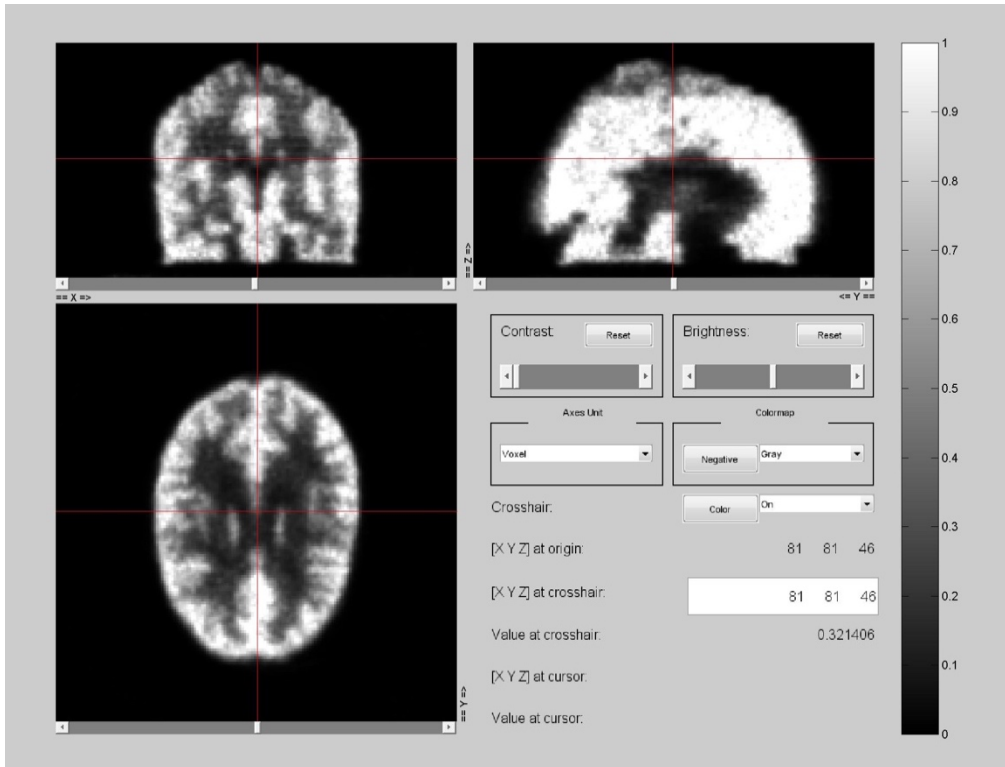 == X =>
== Z =>
<= Y ==
== Y =>
Contrast:
Reset
Brightness:
Reset
Axes Unit
Voxel
Colormap
Negative
Gray
Crosshair:
Color
On
[X Y Z] at origin:
81 81 46
[X Y Z] at crosshair:
81 81 46
Value at crosshair:
0.321406
[X Y Z] at cursor:
Value at cursor:
1
0.9
0.8
0.7
0.6
0.5
0.4
0.3
0.2
0.1
0